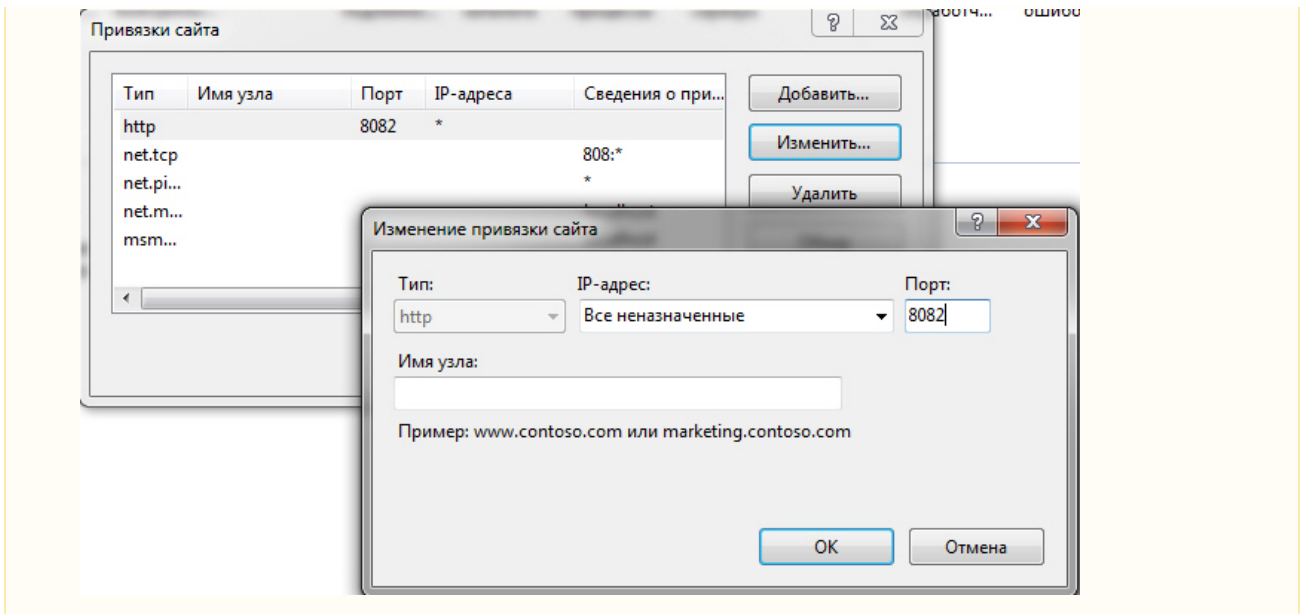 Привязки сайта
Тип Имя узла Порт IP-адреса Сведения о при...
http 8082 *
net.tcp 808:*
net.pi... *
net.m...
msm...
Добавить...
Изменить...
Удалить
Изменение привязки сайта
Тип: IP-адрес: Порт:
http Все неназначенные 8082
Имя узла:
Пример: www.contoso.com или marketing.contoso.com
OK Отмена